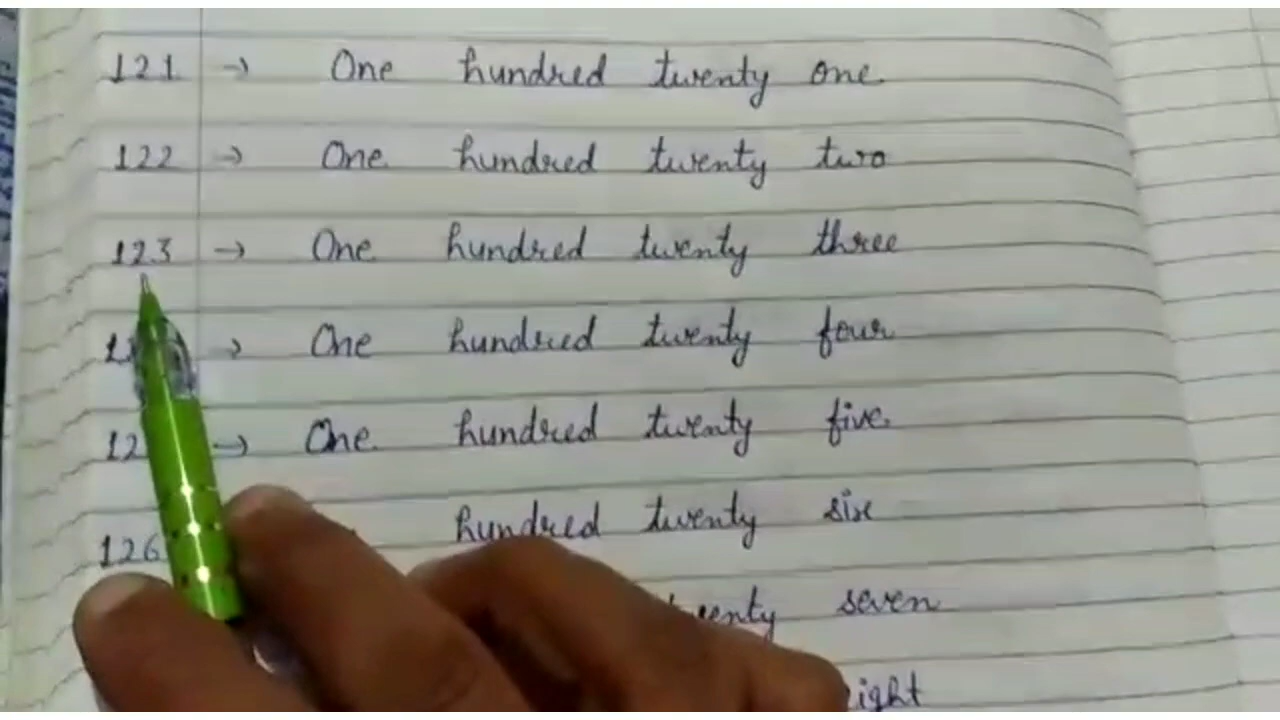 121 → One hundred twenty one.
122 → One hundred twenty two
123 → One hundred twenty three
→ One hundred twenty four
→ One hundred twenty five.
126 hundred twenty six
seven